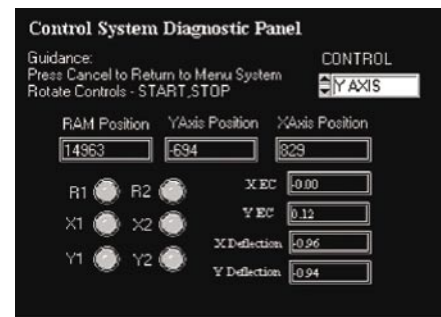 Control System Diagnostic Panel
Guidance:
Press Cancel to Return to Menu System
Rotate Controls - START,STOP
CONTROL
Y AXIS
RAM Position YAxis Position XAxis Position
14963 -694 829
R1 R2
X1 X2
Y1 Y2
X EC -0.00
Y EC 0.12
X Deflection -0.96
Y Deflection -0.94